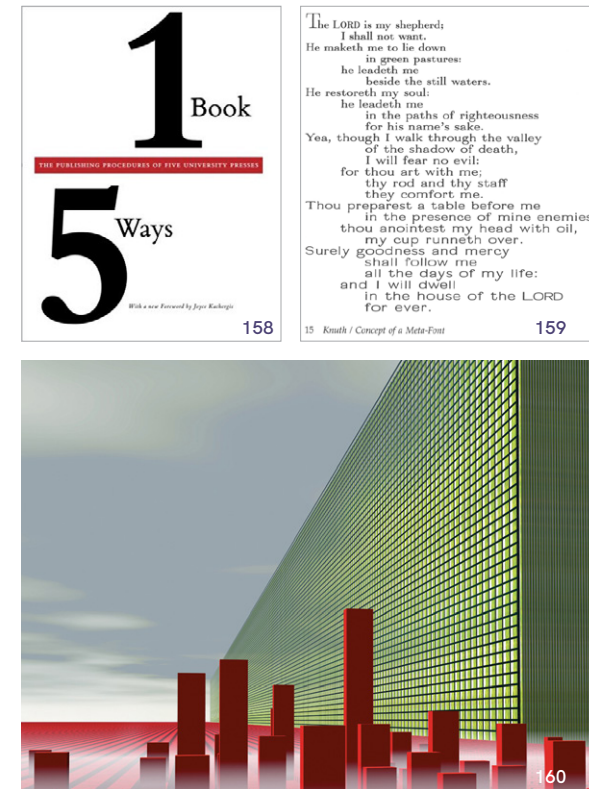 1
Book
THE PUBLISHING PROCEDURES OF FIVE UNIVERSITY PRESSES
5
Ways
With a new Foreword by Joyce Kachergis
158
The LORD is my shepherd;
I shall not want.
He maketh me to lie down
in green pastures:
he leadeth me
beside the still waters.
He restoreth my soul:
he leadeth me
in the paths of righteousness
for his name's sake.
Yea, though I walk through the valley
of the shadow of death,
I will fear no evil:
for thou art with me;
thy rod and thy staff
they comfort me.
Thou preparest a table before me
in the presence of mine enemies
thou anointest my head with oil,
my cup runneth over.
Surely goodness and mercy
shall follow me
all the days of my life:
and I will dwell
in the house of the LORD
for ever.
15 Knuth / Concept of a Meta-Font
159
160